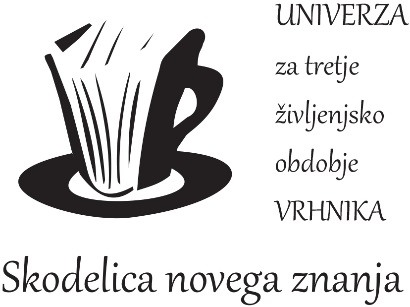 UNIVERZA
za tretje
življenjsko
obdobje
VRHNIKA
Skodelica novega znanja